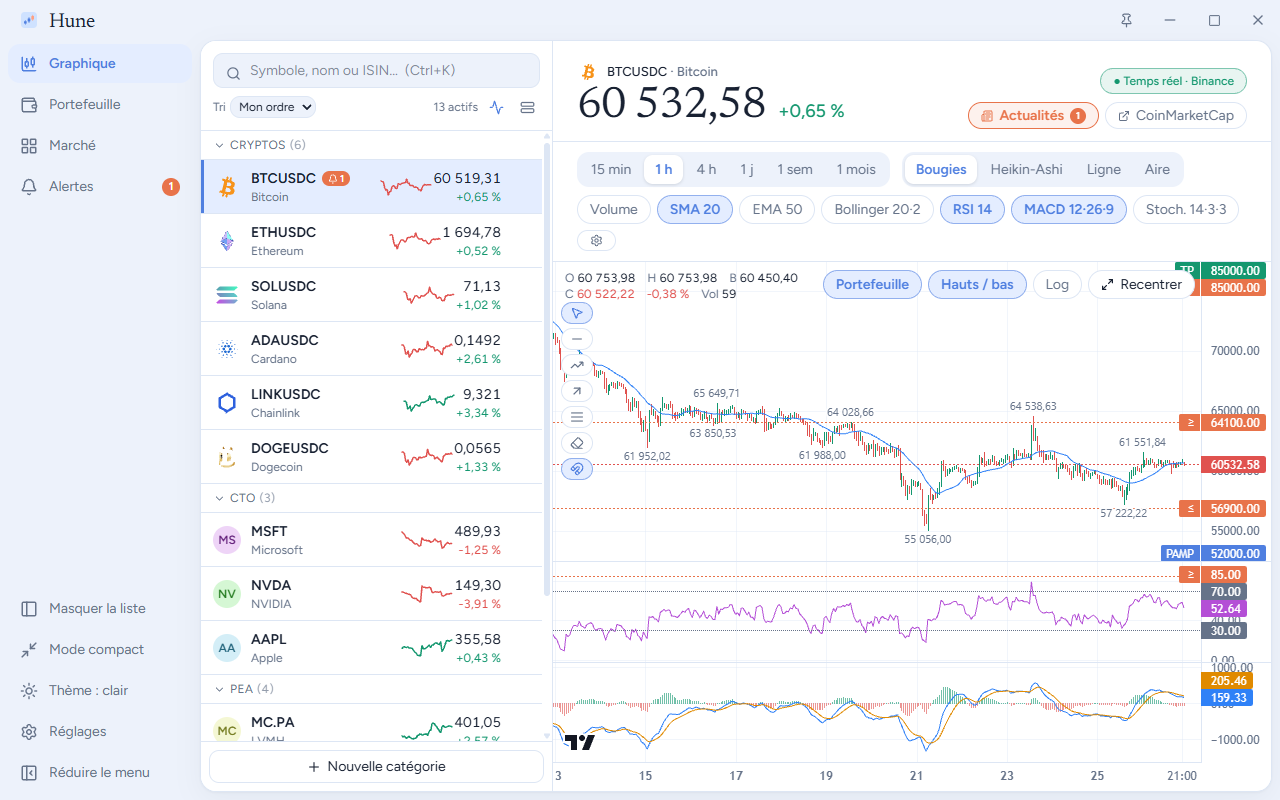 Hune
Graphique
Portefeuille
Marché
Alertes 1
Masquer la liste
Mode compact
Thème : clair
Réglages
Réduire le menu
Symbole, nom ou ISIN… (Ctrl+K)
Tri Mon ordre 13 actifs
CRYPTOS (6)
BTCUSDC 1 60 519,31
Bitcoin +0,65 %
ETHUSDC 1 694,78
Ethereum +0,52 %
SOLUSDC 71,13
Solana +1,02 %
ADAUSDC 0,1492
Cardano +2,61 %
LINKUSDC 9,321
Chainlink +3,34 %
DOGEUSDC 0,0565
Dogecoin +1,33 %
CTO (3)
MS MSFT 489,93
Microsoft -1,25 %
NV NVDA 149,30
NVIDIA -3,91 %
AA AAPL 355,58
Apple +0,43 %
PEA (4)
MC MC.PA 401,05
LVMH +2,57 %
+ Nouvelle catégorie
BTCUSDC · Bitcoin
60 532,58 +0,65 %
● Temps réel · Binance
Actualités 1 CoinMarketCap
15 min 1 h 4 h 1 j 1 sem 1 mois Bougies Heikin-Ashi Ligne Aire
Volume SMA 20 EMA 50 Bollinger 20·2 RSI 14 MACD 12·26·9 Stoch. 14·3·3
O 60 753,98 H 60 753,98 B 60 450,40
C 60 522,22 -0,38 % Vol 59
Portefeuille Hauts / bas Log Recentrer
TP 85000.00
85000.00
70000.00
65 649,71
64 538,63
64 028,66
65000.00
≥ 64100.00
63 850,53
61 551,84
61 952,02
61 988,00
60532.58
57 222,22
≤ 56900.00
55000.00
55 056,00
PAMP 52000.00
≥ 85.00
70.00
52.64
30.00
0.00
1000.00
205.46
159.33
−1000.00
3 15 17 19 21 23 25 21:00